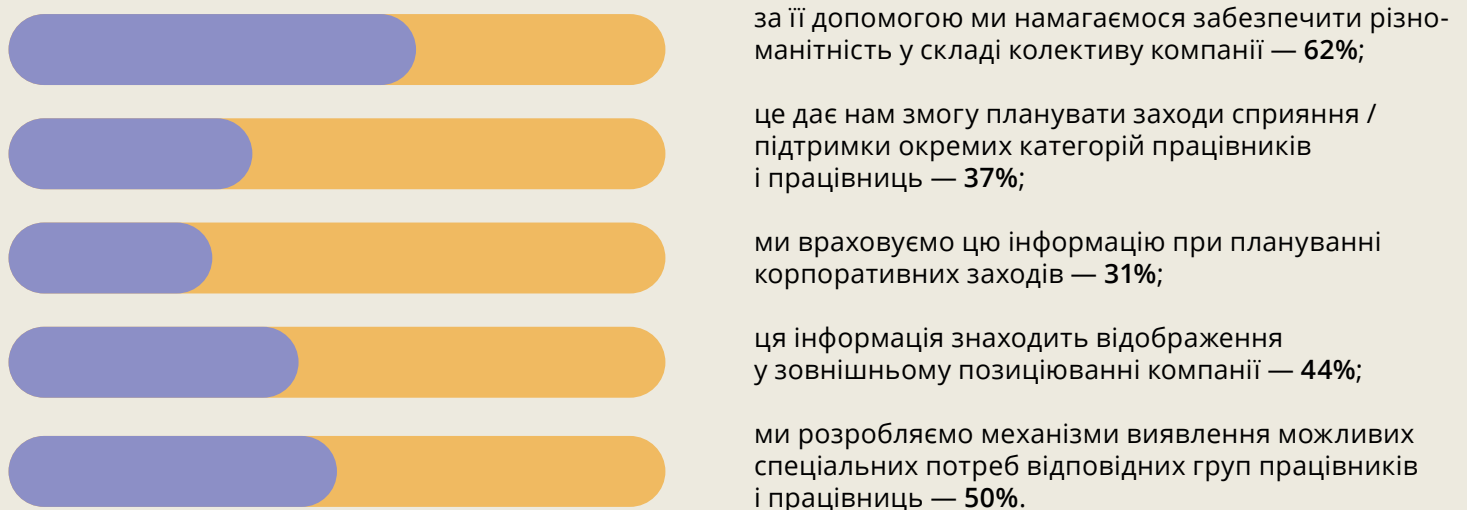 за її допомогою ми намагаємося забезпечити різно-
манітність у складі колективу компанії — 62%;
це дає нам змогу планувати заходи сприяння /
підтримки окремих категорій працівників
і працівниць — 37%;
ми враховуємо цю інформацію при плануванні
корпоративних заходів — 31%;
ця інформація знаходить відображення
у зовнішньому позиціюванні компанії — 44%;
ми розробляємо механізми виявлення можливих
спеціальних потреб відповідних груп працівників
і працівниць — 50%.